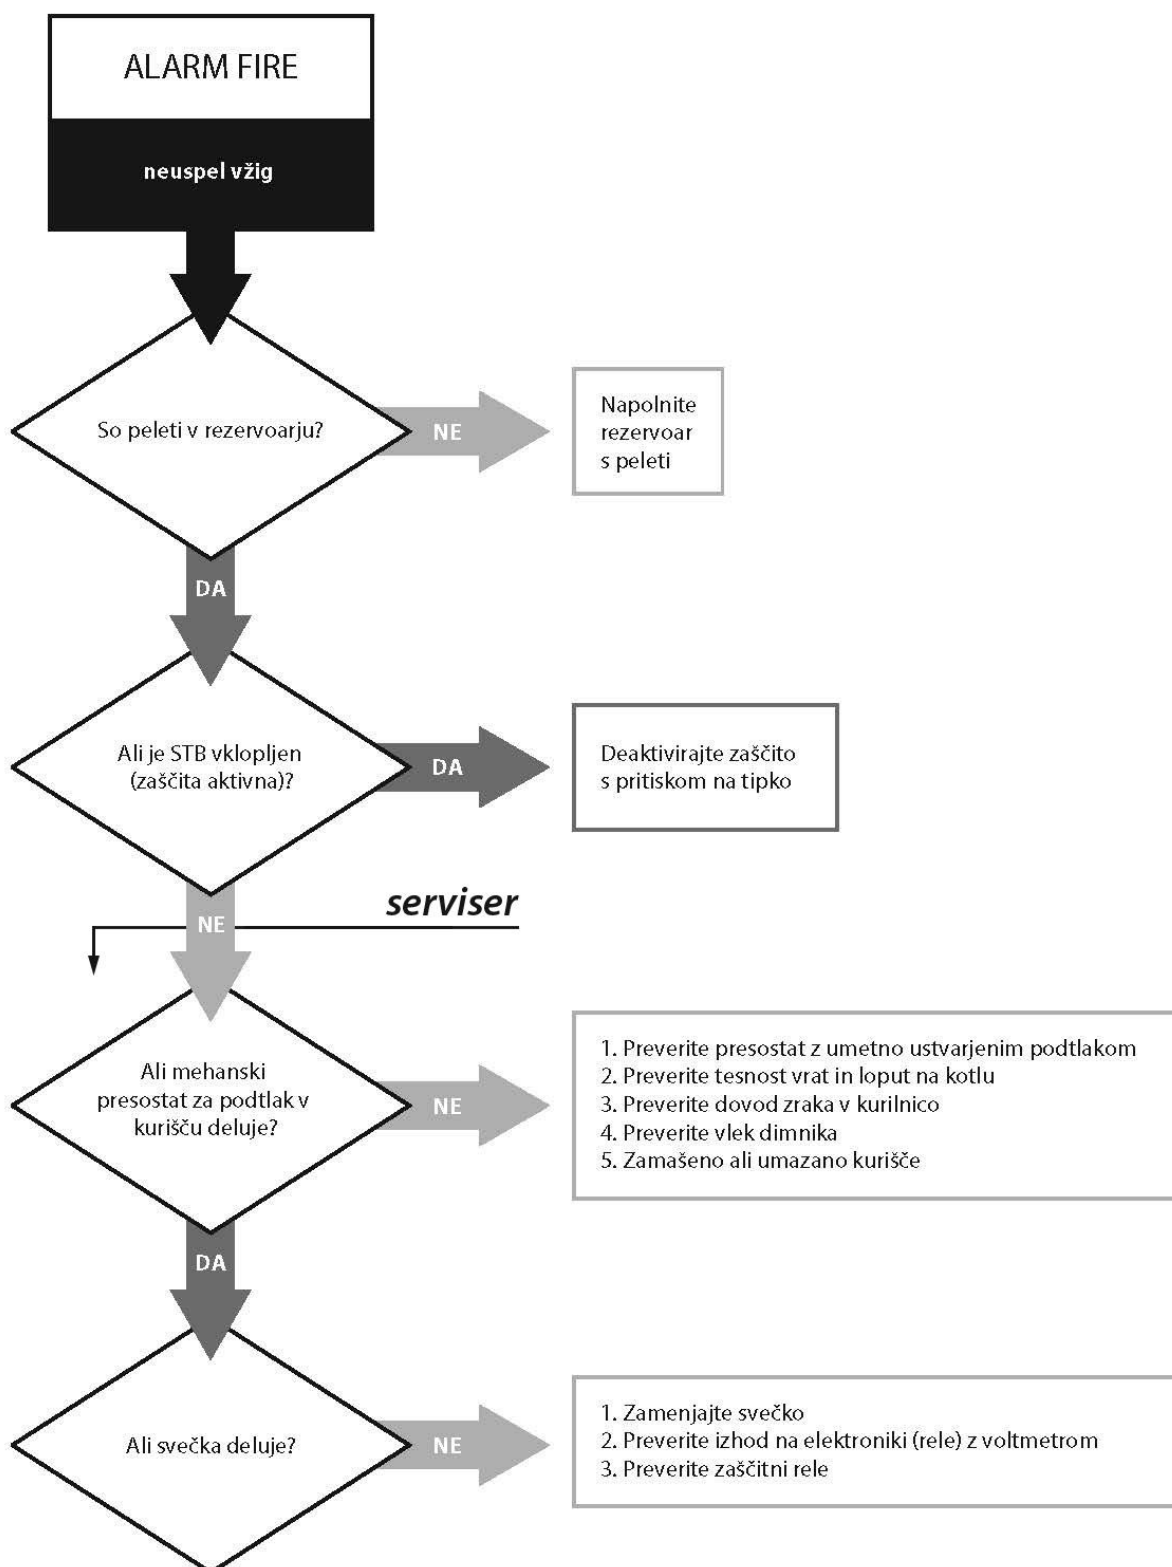 ALARM FIRE
neuspel vžig
So peleti v rezervoarju?
NE
Napolnite
rezervoar
s peleti
DA
Ali je STB vklopljen
(zaščita aktivna)?
DA
Deaktivirajte zaščito
s pritiskom na tipko
NE
serviser
Ali mehanski
presostat za podtlak v
kurišču deluje?
NE
1. Preverite presostat z umetno ustvarjenim podtlakom
2. Preverite tesnost vrat in loput na kotlu
3. Preverite dovod zraka v kurilnico
4. Preverite vlek dimnika
5. Zamašeno ali umazano kurišče
DA
Ali svečka deluje?
NE
1. Zamenjajte svečko
2. Preverite izhod na elektroniki (rele) z voltmetrom
3. Preverite zaščitni rele